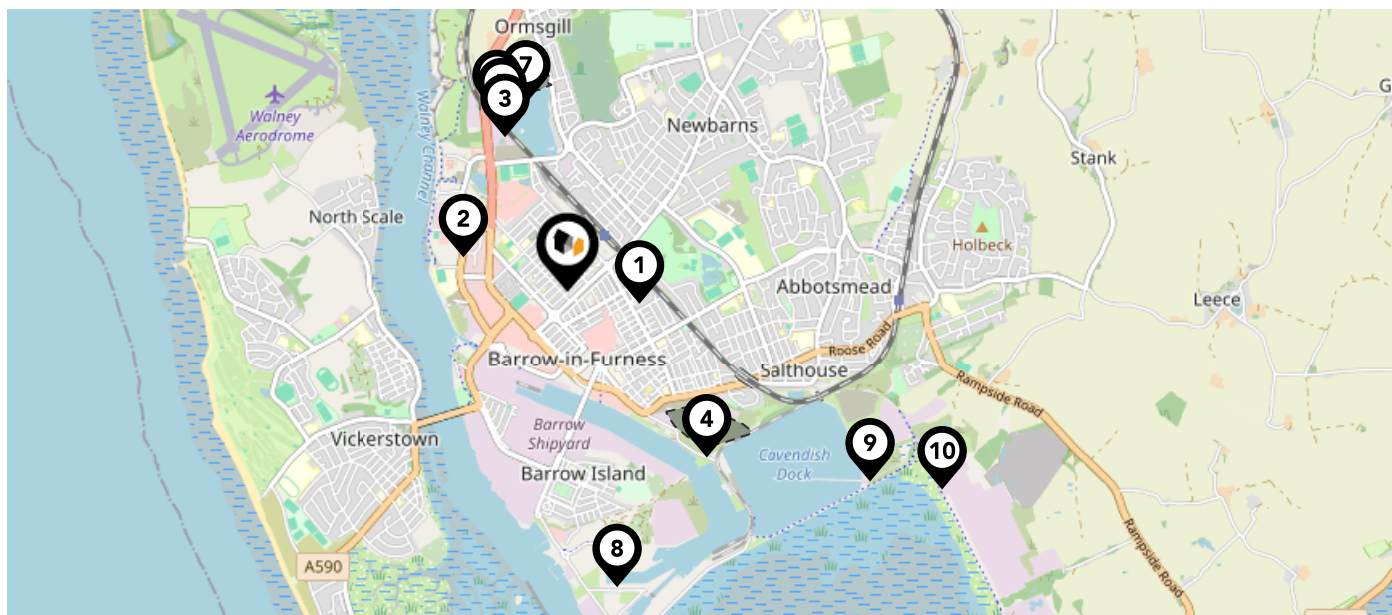 Ormsgill
7
3
Walney
Aerodrome
Walney Channel
Newbarns
Stank
G
North Scale
2
Holbeck
1
Abbotsmead
Leece
Roose Road
Barrow-in-Furness
Salthouse
Rampside Road
4
Barrow
Shipyard
Vickerstown
9
10
Cavendish
Dock
Barrow Island
Rampside Road
8
A590